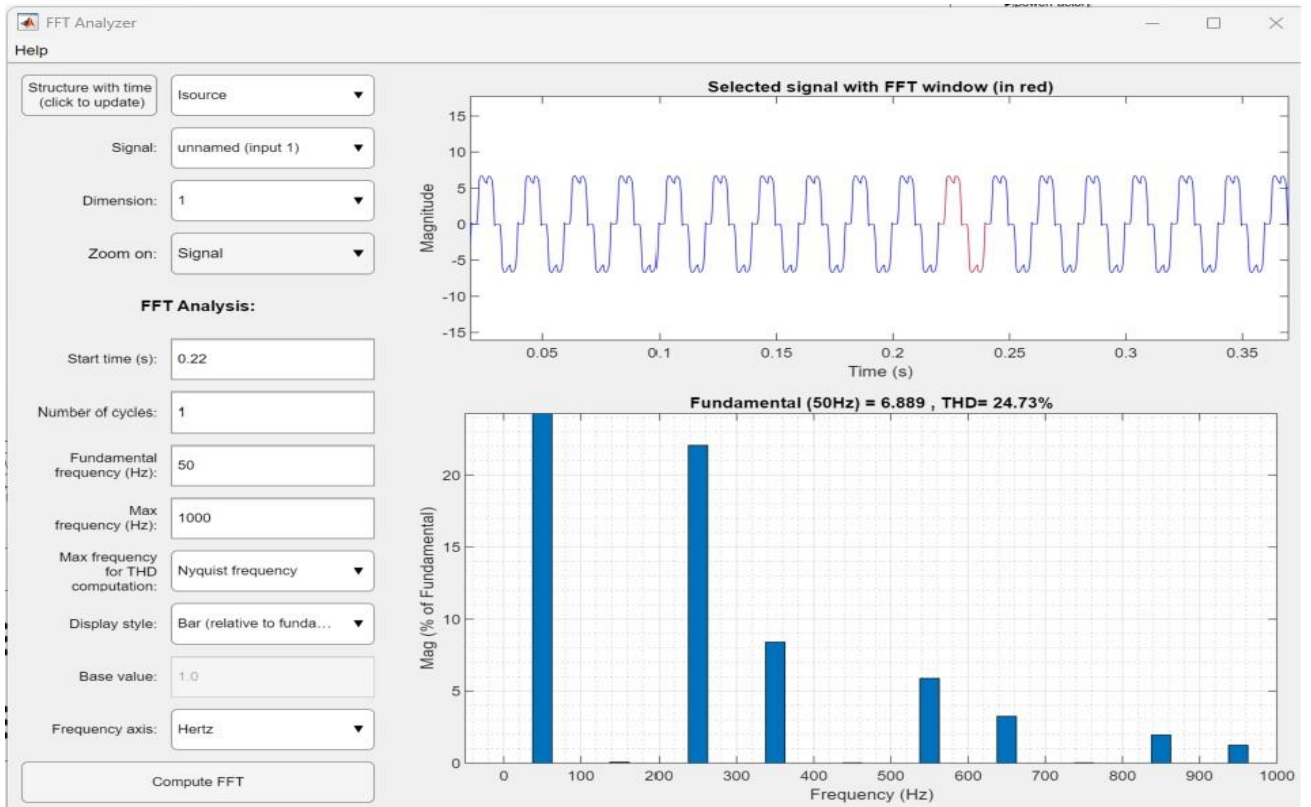 FFT Analyzer
Help
Structure with time
(click to update)
Isource
Signal:
unnamed (input 1)
Dimension:
1
Zoom on:
Signal
FFT Analysis:
Start time (s):
0.22
Number of cycles:
1
Fundamental
frequency (Hz):
50
Max
frequency (Hz):
1000
Max frequency
for THD
computation:
Nyquist frequency
Display style:
Bar (relative to funda...
Base value:
1.0
Frequency axis:
Hertz
Compute FFT
Selected signal with FFT window (in red)
Magnitude
15
10
5
0
-5
-10
-15
0.05 0.1 0.15 0.2 0.25 0.3 0.35
Time (s)
Fundamental (50Hz) = 6.889 , THD= 24.73%
Mag (% of Fundamental)
20
15
10
5
0
0 100 200 300 400 500 600 700 800 900 1000
Frequency (Hz)